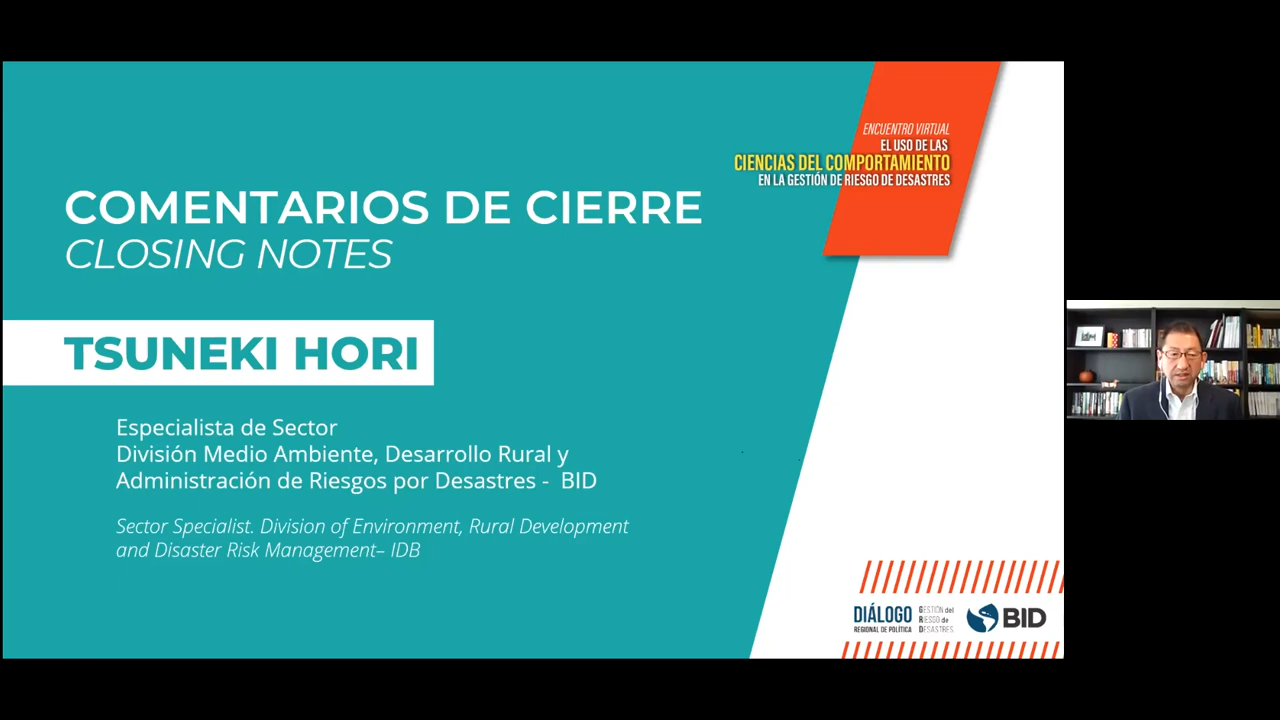 ENCUENTRO VIRTUAL
EL USO DE LAS
CIENCIAS DEL COMPORTAMIENTO
EN LA GESTIÓN DE RIESGO DE DESASTRES
COMENTARIOS DE CIERRE
CLOSING NOTES
TSUNEKI HORI
Especialista de Sector
División Medio Ambiente, Desarrollo Rural y
Administración de Riesgos por Desastres - BID
Sector Specialist. Division of Environment, Rural Development
and Disaster Risk Management– IDB
DIÁLOGO
REGIONAL DE POLÍTICA
GESTIÓN del
RIESGO de
DESASTRES
BID